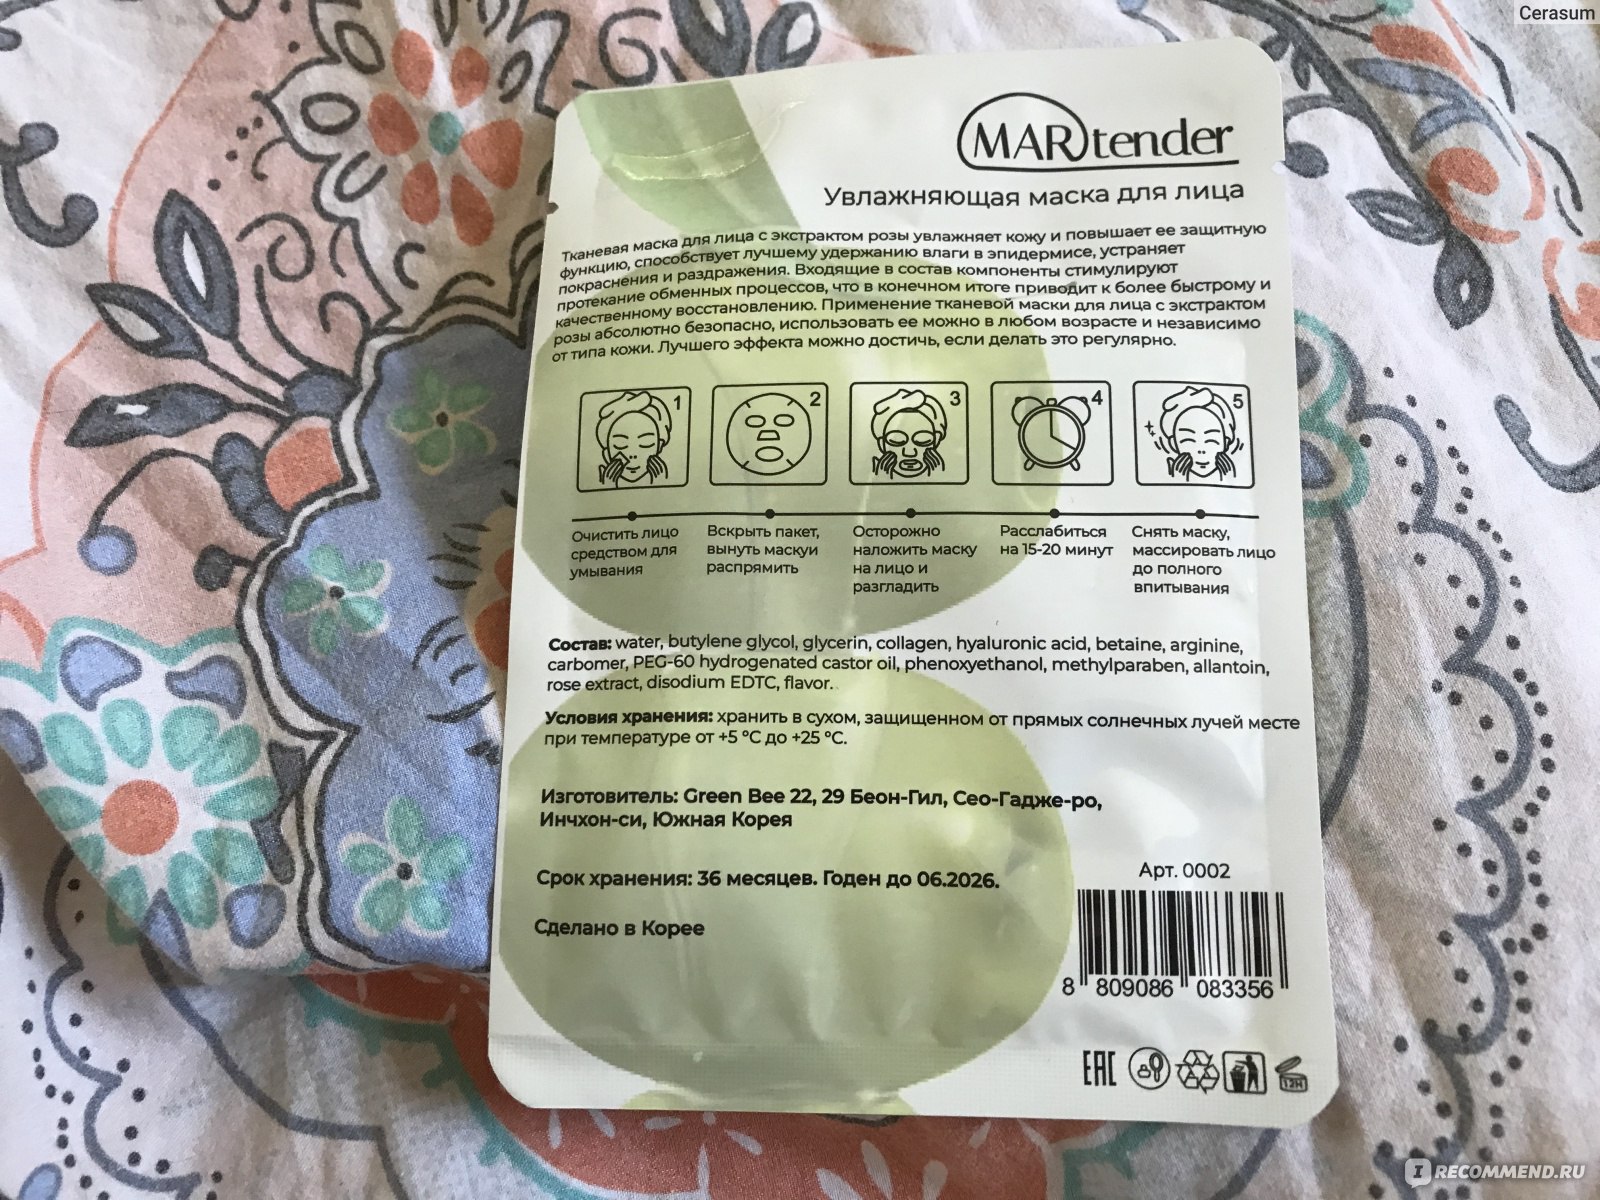 Cerasum
MARtender
Увлажняющая маска для лица
Тканевая маска для лица с экстрактом розы увлажняет кожу и повышает ее защитную
функцию, способствует лучшему удержанию влаги в эпидермисе, устраняет
покраснения и раздражения. Входящие в состав компоненты стимулируют
протекание обменных процессов, что в конечном итоге приводит к более быстрому и
качественному восстановлению. Применение тканевой маски для лица с экстрактом
розы абсолютно безопасно, использовать ее можно в любом возрасте и независимо
от типа кожи. Лучшего эффекта можно достичь, если делать это регулярно.
1 2 3 4 5
Очистить лицо
средством для
умывания
Вскрыть пакет,
вынуть маскуи
распрямить
Осторожно
наложить маску
на лицо и
разгладить
Расслабиться
на 15-20 минут
Снять маску,
массировать лицо
до полного
впитывания
Состав: water, butylene glycol, glycerin, collagen, hyaluronic acid, betaine, arginine,
carbomer, PEG-60 hydrogenated castor oil, phenoxyethanol, methylparaben, allantoin,
rose extract, disodium EDTC, flavor.
Условия хранения: хранить в сухом, защищенном от прямых солнечных лучей месте
при температуре от +5 °C до +25 °C.
Изготовитель: Green Bee 22, 29 Беон-Гил, Сео-Гадже-ро,
Инчхон-си, Южная Корея
Срок хранения: 36 месяцев. Годен до 06.2026.
Сделано в Корее
Арт. 0002
8 809086 083356
EAC
12H
IRECOMMEND.RU